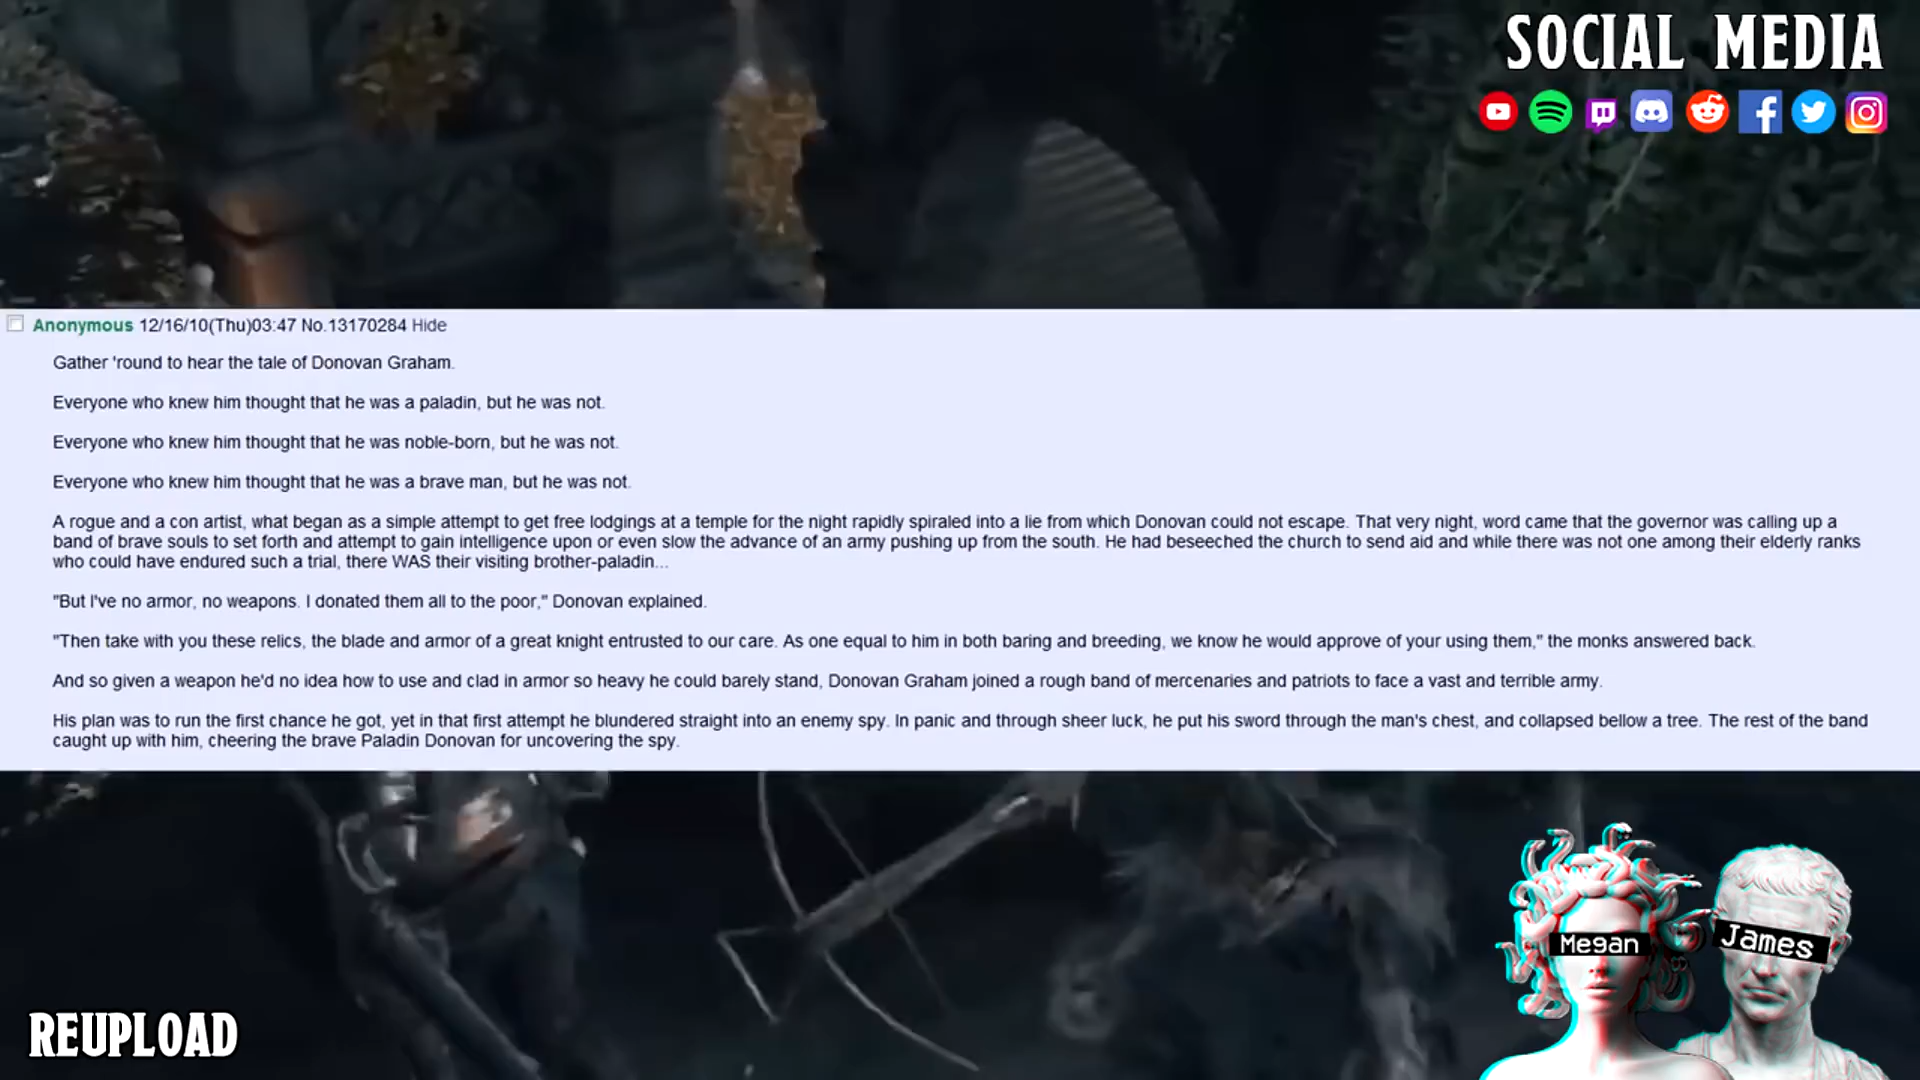 SOCIAL MEDIA
Anonymous 12/16/10(Thu)03:47 No.13170284 Hide
Gather 'round to hear the tale of Donovan Graham.
Everyone who knew him thought that he was a paladin, but he was not.
Everyone who knew him thought that he was noble-born, but he was not.
Everyone who knew him thought that he was a brave man, but he was not.
A rogue and a con artist, what began as a simple attempt to get free lodgings at a temple for the night rapidly spiraled into a lie from which Donovan could not escape. That very night, word came that the governor was calling up a
band of brave souls to set forth and attempt to gain intelligence upon or even slow the advance of an army pushing up from the south. He had beseeched the church to send aid and while there was not one among their elderly ranks
who could have endured such a trial, there WAS their visiting brother-paladin...
"But I've no armor, no weapons. I donated them all to the poor," Donovan explained.
"Then take with you these relics, the blade and armor of a great knight entrusted to our care. As one equal to him in both baring and breeding, we know he would approve of your using them," the monks answered back.
And so given a weapon he'd no idea how to use and clad in armor so heavy he could barely stand, Donovan Graham joined a rough band of mercenaries and patriots to face a vast and terrible army.
His plan was to run the first chance he got, yet in that first attempt he blundered straight into an enemy spy. In panic and through sheer luck, he put his sword through the man's chest, and collapsed bellow a tree. The rest of the band
caught up with him, cheering the brave Paladin Donovan for uncovering the spy.
Megan
James
REUPLOAD